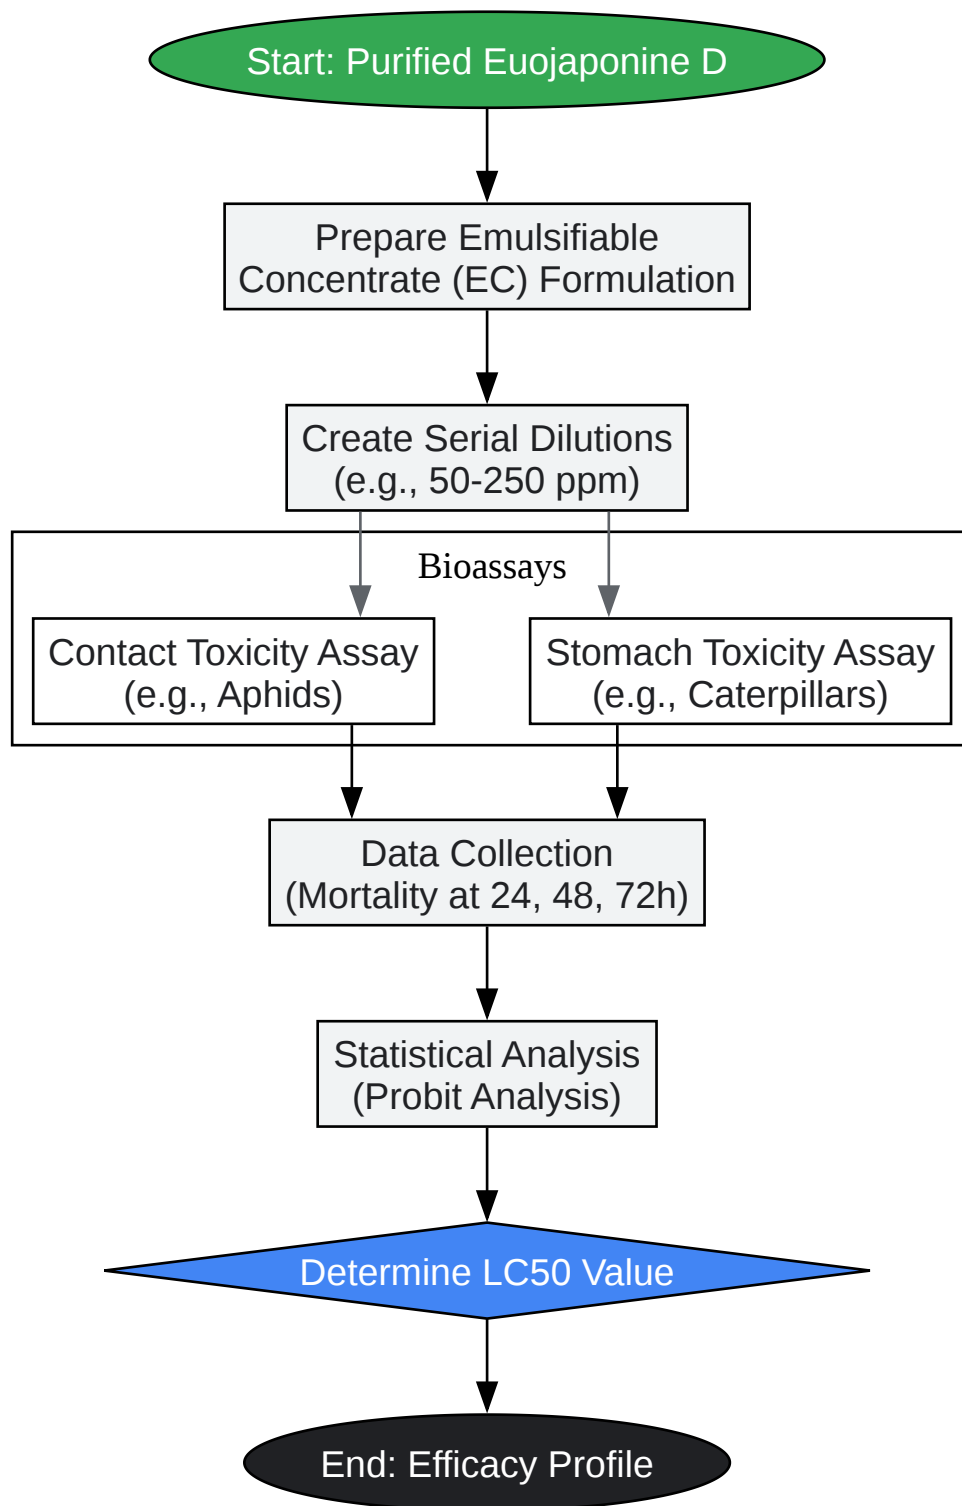 Start: Purified Euojaponine D
Prepare Emulsifiable
Concentrate (EC) Formulation
Create Serial Dilutions
(e.g., 50-250 ppm)
Bioassays
Contact Toxicity Assay
(e.g., Aphids)
Stomach Toxicity Assay
(e.g., Caterpillars)
Data Collection
(Mortality at 24, 48, 72h)
Statistical Analysis
(Probit Analysis)
Determine LC50 Value
End: Efficacy Profile